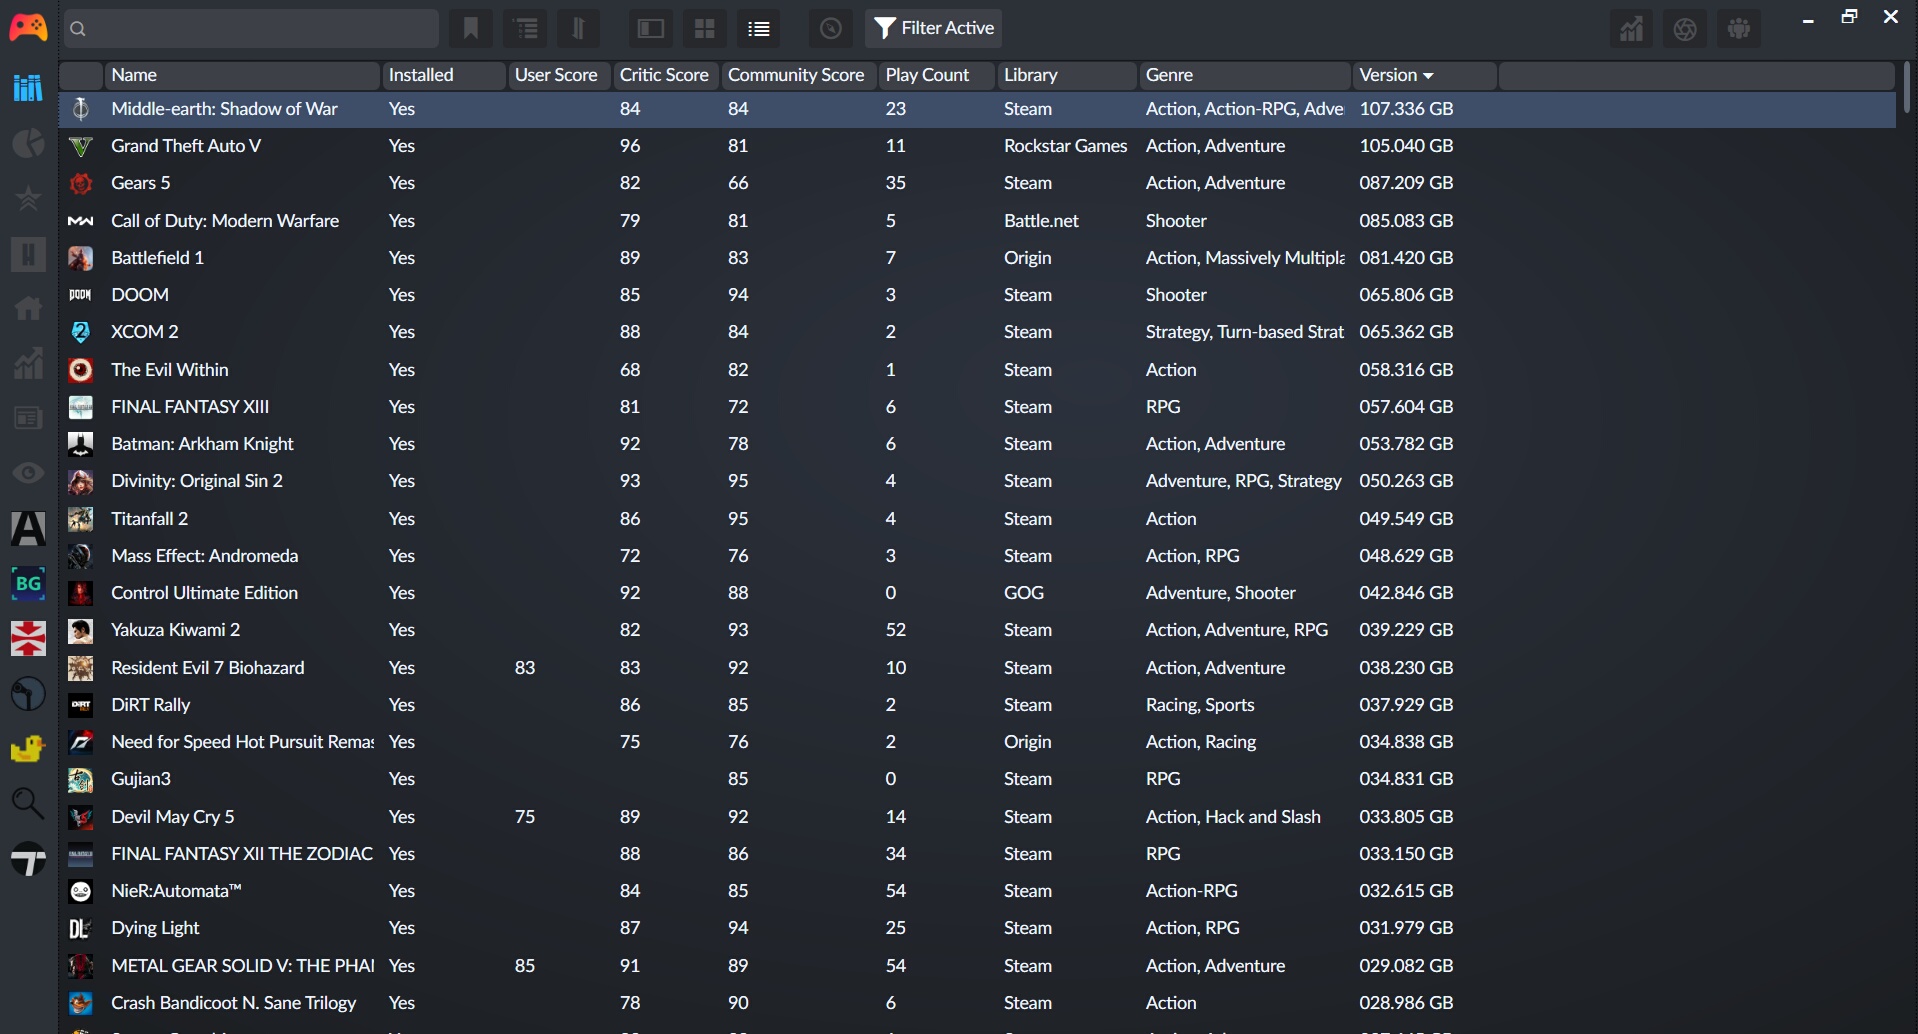 Filter Active
Name Installed User Score Critic Score Community Score Play Count Library Genre Version
Middle-earth: Shadow of War Yes 84 84 23 Steam Action, Action-RPG, Adve 107.336 GB
Grand Theft Auto V Yes 96 81 11 Rockstar Games Action, Adventure 105.040 GB
Gears 5 Yes 82 66 35 Steam Action, Adventure 087.209 GB
Call of Duty: Modern Warfare Yes 79 81 5 Battle.net Shooter 085.083 GB
Battlefield 1 Yes 89 83 7 Origin Action, Massively Multipla 081.420 GB
DOOM DOOM Yes 85 94 3 Steam Shooter 065.806 GB
2 XCOM 2 Yes 88 84 2 Steam Strategy, Turn-based Strat 065.362 GB
The Evil Within Yes 68 82 1 Steam Action 058.316 GB
FINAL FANTASY XIII Yes 81 72 6 Steam RPG 057.604 GB
Batman: Arkham Knight Yes 92 78 6 Steam Action, Adventure 053.782 GB
Divinity: Original Sin 2 Yes 93 95 4 Steam Adventure, RPG, Strategy 050.263 GB
Titanfall 2 Yes 86 95 4 Steam Action 049.549 GB
Mass Effect: Andromeda Yes 72 76 3 Steam Action, RPG 048.629 GB
BG
Control Ultimate Edition Yes 92 88 0 GOG Adventure, Shooter 042.846 GB
Yakuza Kiwami 2 Yes 82 93 52 Steam Action, Adventure, RPG 039.229 GB
Resident Evil 7 Biohazard Yes 83 83 92 10 Steam Action, Adventure 038.230 GB
DiRT DiRT Rally Yes 86 85 2 Steam Racing, Sports 037.929 GB
Need for Speed Hot Pursuit Remas Yes 75 76 2 Origin Action, Racing 034.838 GB
Gujian3 Yes 85 0 Steam RPG 034.831 GB
Devil May Cry 5 Yes 75 89 92 14 Steam Action, Hack and Slash 033.805 GB
FINAL FANTASY XII THE ZODIAC Yes 88 86 34 Steam RPG 033.150 GB
NieR:Automata™ Yes 84 85 54 Steam Action-RPG 032.615 GB
DL Dying Light Yes 87 94 25 Steam Action, RPG 031.979 GB
METAL GEAR SOLID V: THE PHAN Yes 85 91 89 54 Steam Action, Adventure 029.082 GB
Crash Bandicoot N. Sane Trilogy Yes 78 90 6 Steam Action 028.986 GB